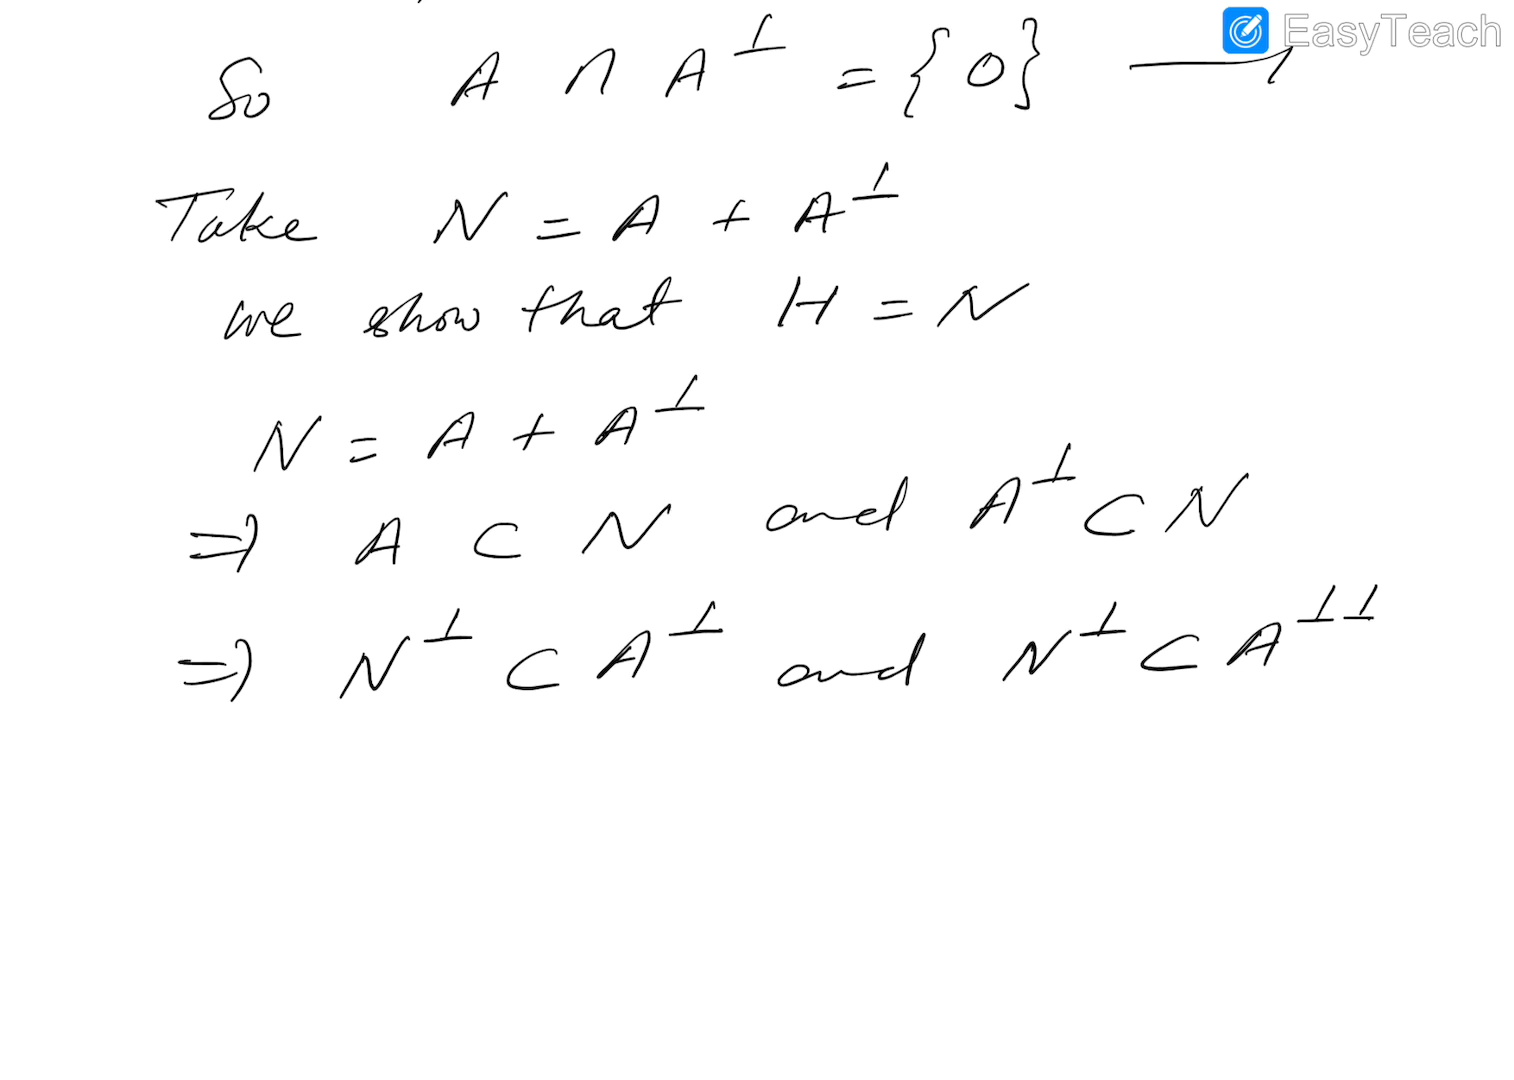 EasyTeach
So A ∩ A⊥ = {0} →
Take N = A + A⊥
we show that H = N
N = A + A⊥
⇒ A ⊂ N and A⊥ ⊂ N
⇒ N⊥ ⊂ A⊥ and N⊥ ⊂ A⊥⊥